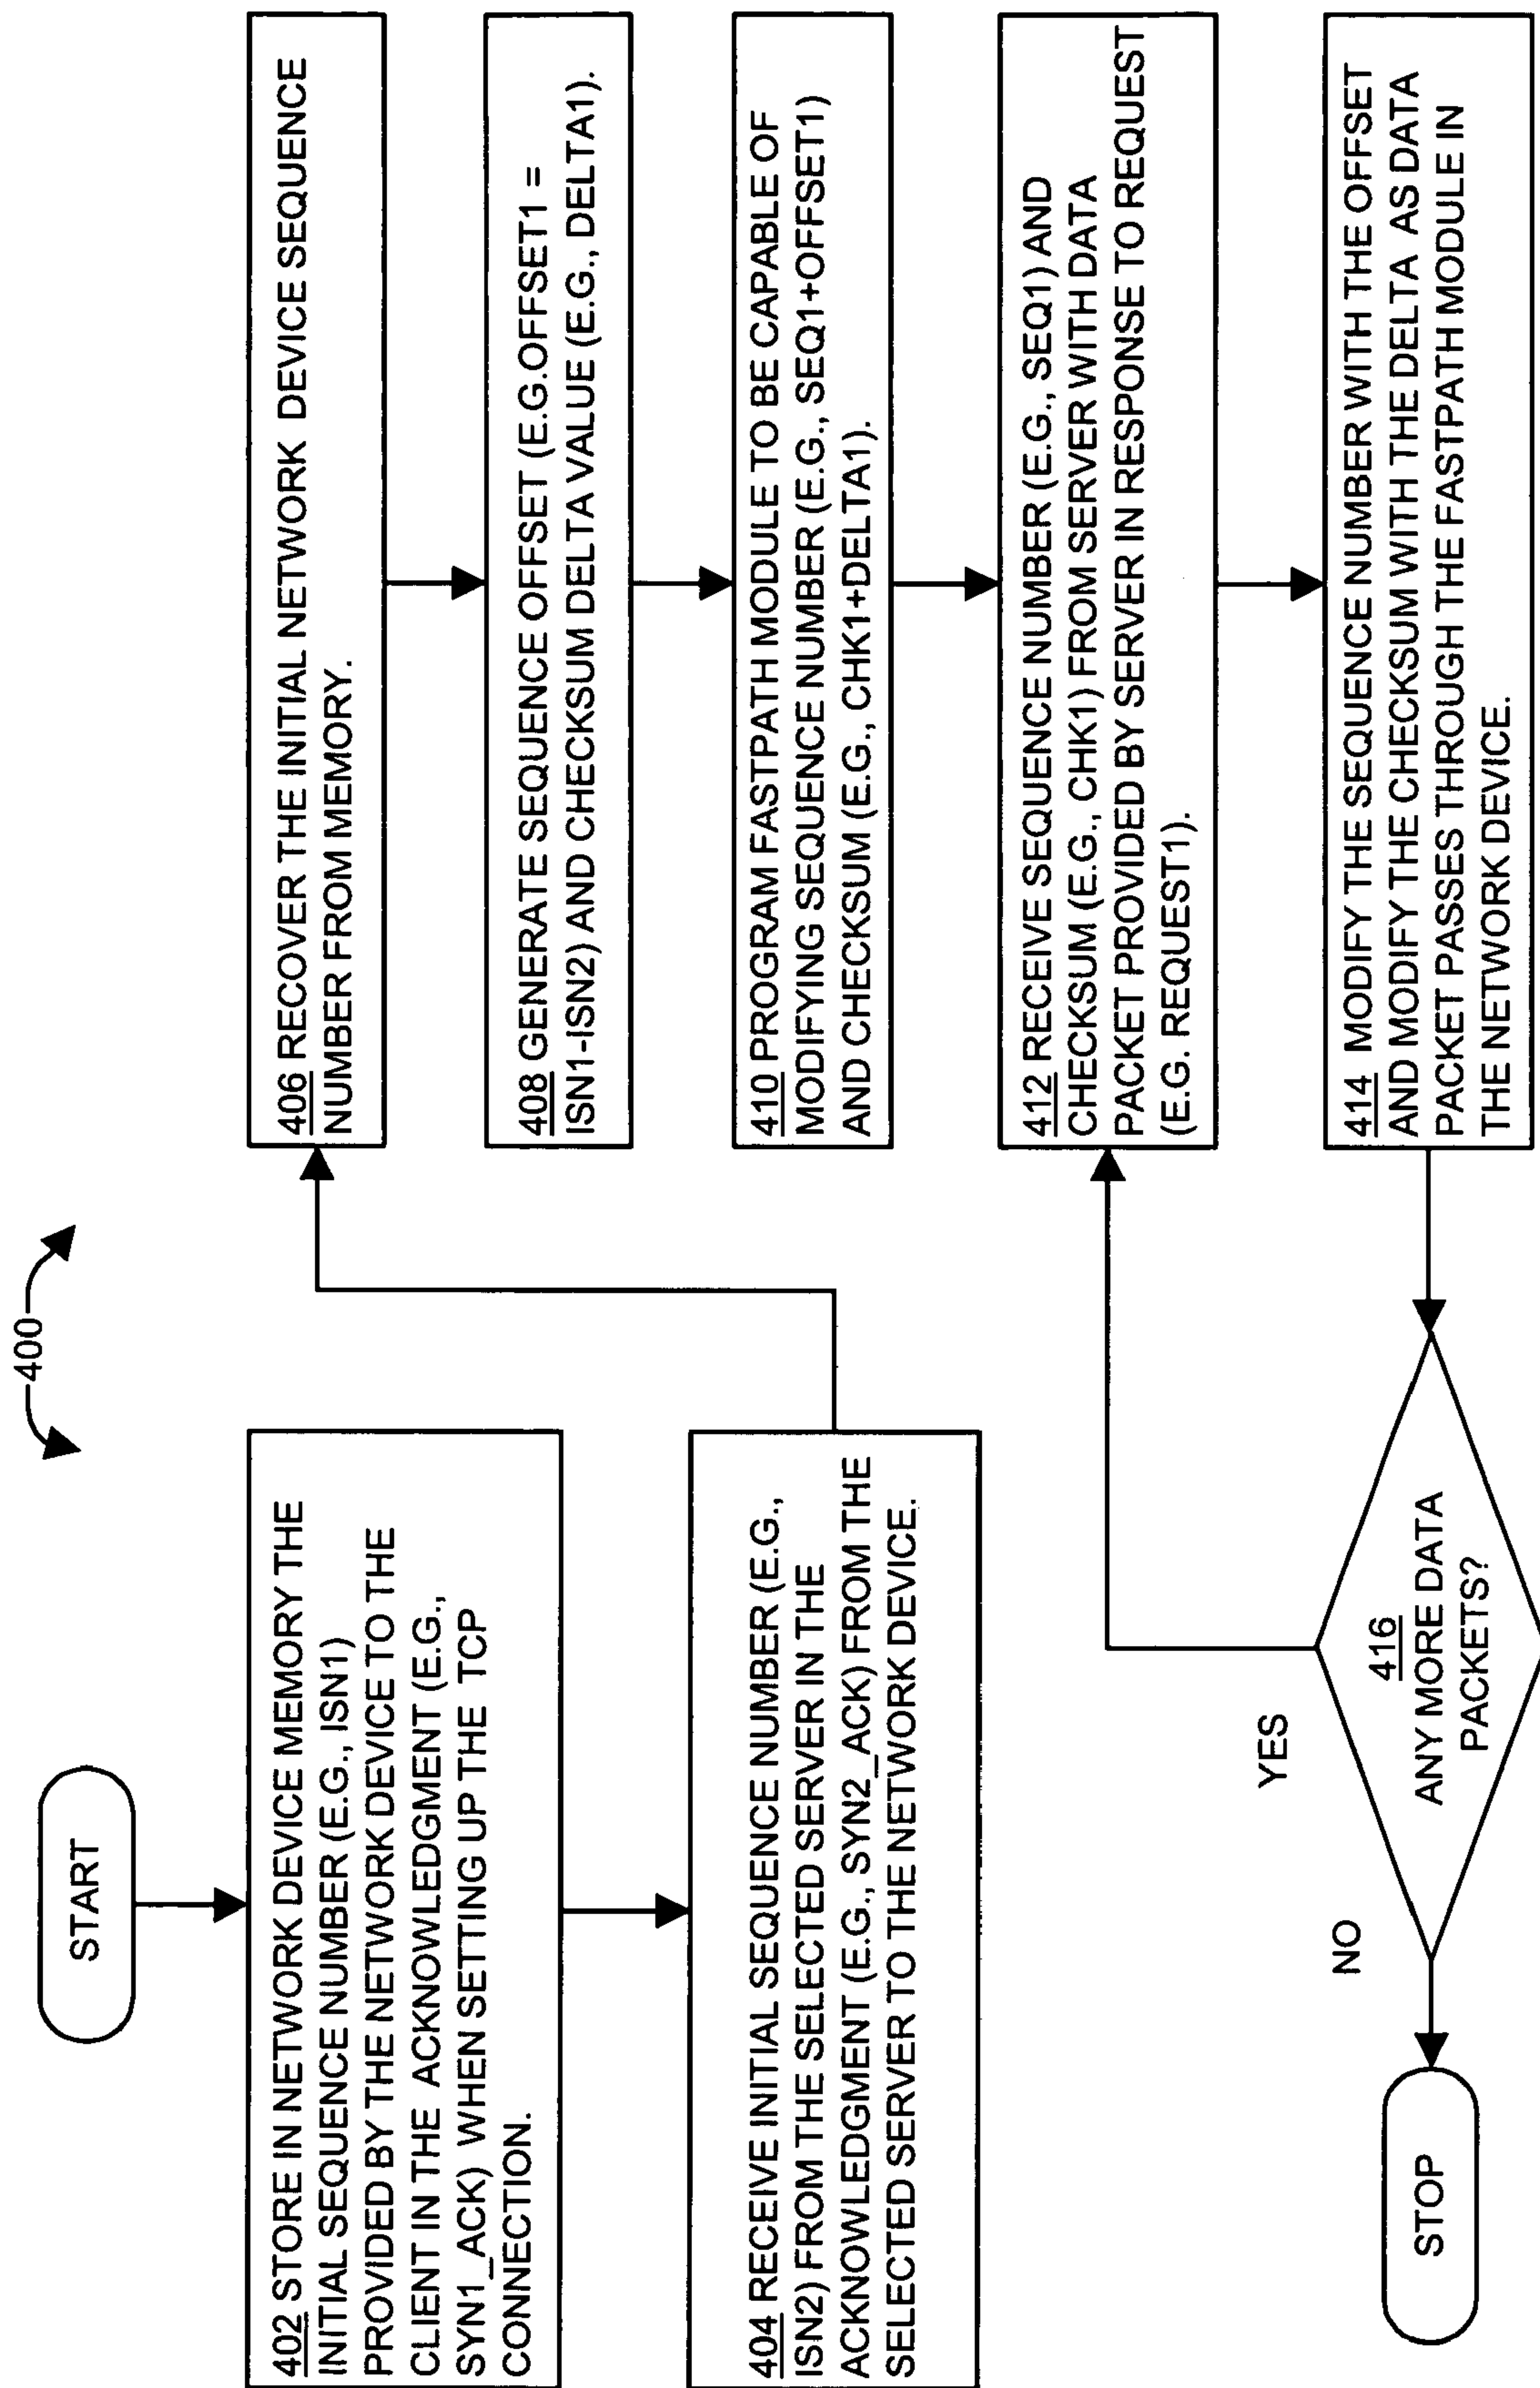 400
START
402 STORE IN NETWORK DEVICE MEMORY THE
INITIAL SEQUENCE NUMBER (E.G., ISN1)
PROVIDED BY THE NETWORK DEVICE TO THE
CLIENT IN THE ACKNOWLEDGMENT (E.G.,
SYN1_ACK) WHEN SETTING UP THE TCP
CONNECTION.
404 RECEIVE INITIAL SEQUENCE NUMBER (E.G.,
ISN2) FROM THE SELECTED SERVER IN THE
ACKNOWLEDGMENT (E.G., SYN2_ACK) FROM THE
SELECTED SERVER TO THE NETWORK DEVICE.
406 RECOVER THE INITIAL NETWORK DEVICE SEQUENCE
NUMBER FROM MEMORY.
408 GENERATE SEQUENCE OFFSET (E.G.OFFSET1 =
ISN1-ISN2) AND CHECKSUM DELTA VALUE (E.G., DELTA1).
410 PROGRAM FASTPATH MODULE TO BE CAPABLE OF
MODIFYING SEQUENCE NUMBER (E.G., SEQ1+OFFSET1)
AND CHECKSUM (E.G., CHK1+DELTA1).
412 RECEIVE SEQUENCE NUMBER (E.G., SEQ1) AND
CHECKSUM (E.G., CHK1) FROM SERVER WITH DATA
PACKET PROVIDED BY SERVER IN RESPONSE TO REQUEST
(E.G. REQUEST1).
414 MODIFY THE SEQUENCE NUMBER WITH THE OFFSET
AND MODIFY THE CHECKSUM WITH THE DELTA AS DATA
PACKET PASSES THROUGH THE FASTPATH MODULE IN
THE NETWORK DEVICE.
416
ANY MORE DATA
PACKETS?
YES
NO
STOP